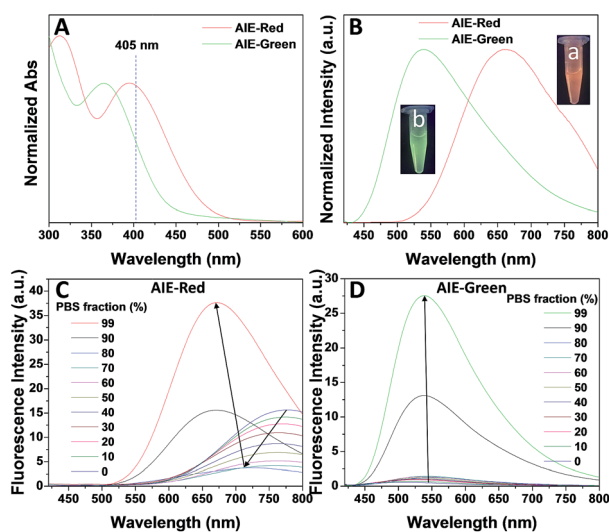 A
AIE-Red
AIE-Green
405 nm
Normalized Abs
300 350 400 450 500 550 600
Wavelength (nm)
B
AIE-Red
AIE-Green
a
b
Normalized Intensity (a.u.)
450 500 550 600 650 700 750 800
Wavelength (nm)
C
AIE-Red
PBS fraction (%)
99
90
80
70
60
50
40
30
20
10
0
Fluorescence Intensity (a.u.)
40
35
30
25
20
15
10
5
0
450 500 550 600 650 700 750 800
Wavelength (nm)
D
AIE-Green
PBS fraction (%)
99
90
80
70
60
50
40
30
20
10
0
Fluorescence Intensity (a.u.)
30
25
20
15
10
5
0
450 500 550 600 650 700 750 800
Wavelength (nm)